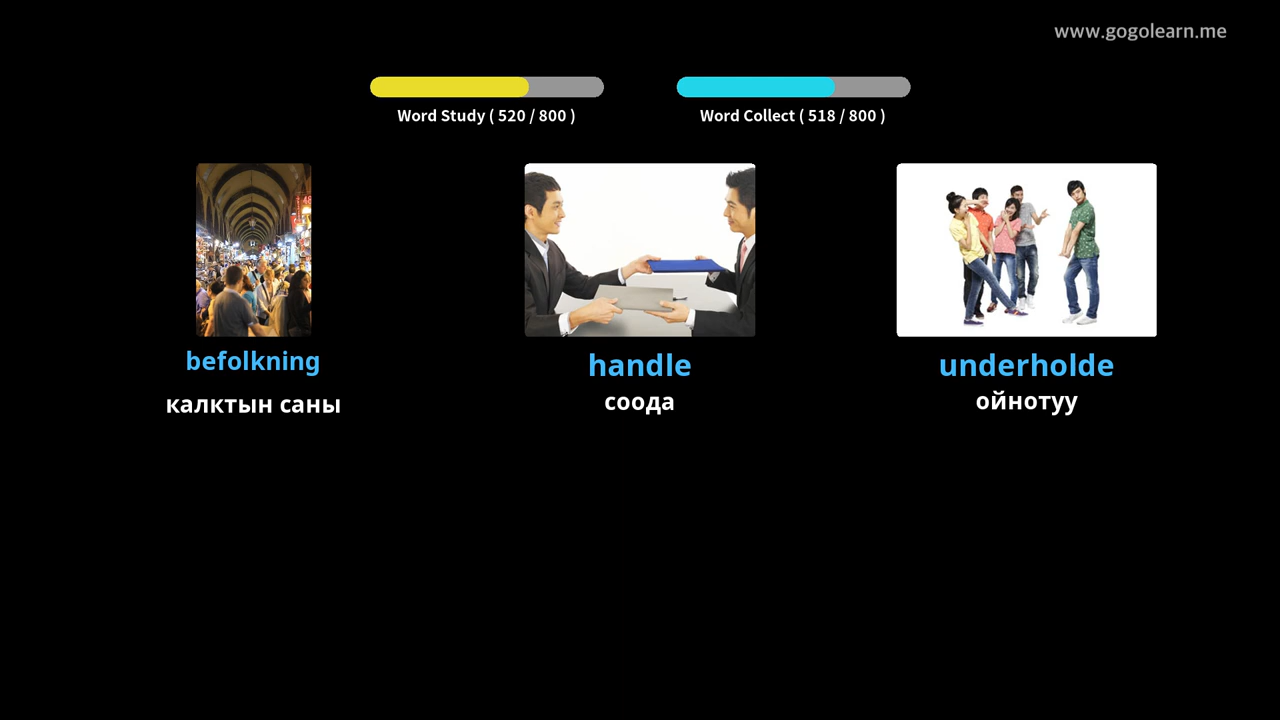 www.gogolearn.me
Word Study ( 520 / 800 )
Word Collect ( 518 / 800 )
befolkning
handle
underholde
калктын саны
соода
ойнотуу